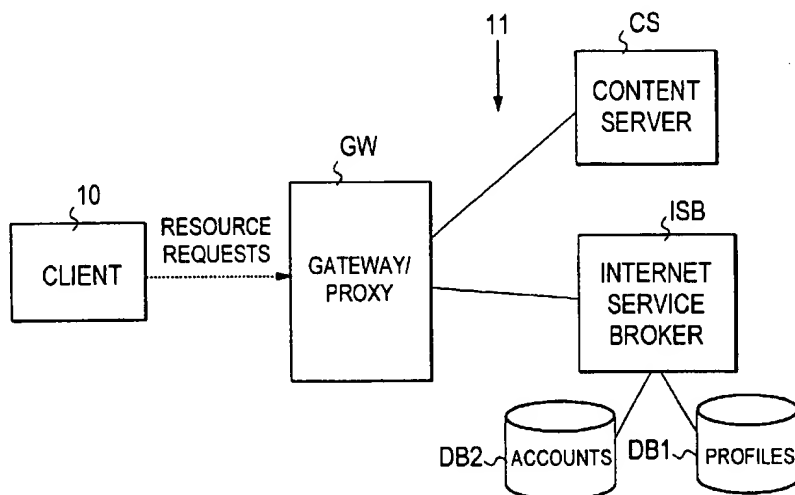 11
CS
CONTENT
SERVER
GW
10
RESOURCE
REQUESTS
CLIENT
GATEWAY/
PROXY
ISB
INTERNET
SERVICE
BROKER
DB2
ACCOUNTS
DB1
PROFILES